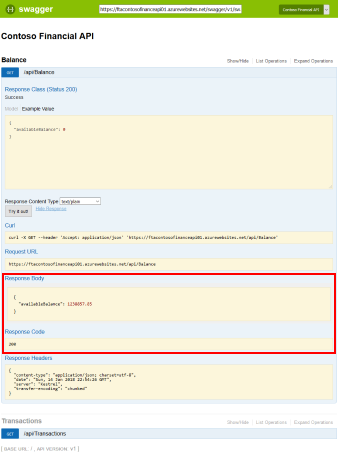 swagger
https://ftacontosofinanceapi01.azurewebsites.net/swagger/v1/sw
Contoso Financial API
Contoso Financial API
Balance
Show/Hide
List Operations
Expand Operations
GET
/api/Balance
Response Class (Status 200)
Success
Model
Example Value
{
"availableBalance": 0
}
Response Content Type
text/plain
Try it out!
Hide Response
Curl
curl -X GET --header 'Accept: application/json' 'https://ftacontosofinanceapi01.azurewebsites.net/api/Balance'
Request URL
https://ftacontosofinanceapi01.azurewebsites.net/api/Balance
Response Body
{
"availableBalance": 1230857.85
}
Response Code
200
Response Headers
{
"content-type": "application/json; charset=utf-8",
"date": "Sun, 14 Jan 2018 22:54:26 GMT",
"server": "Kestrel",
"transfer-encoding": "chunked"
}
Transactions
Show/Hide
List Operations
Expand Operations
GET
/api/Transactions
[ BASE URL: / , API VERSION: V1 ]